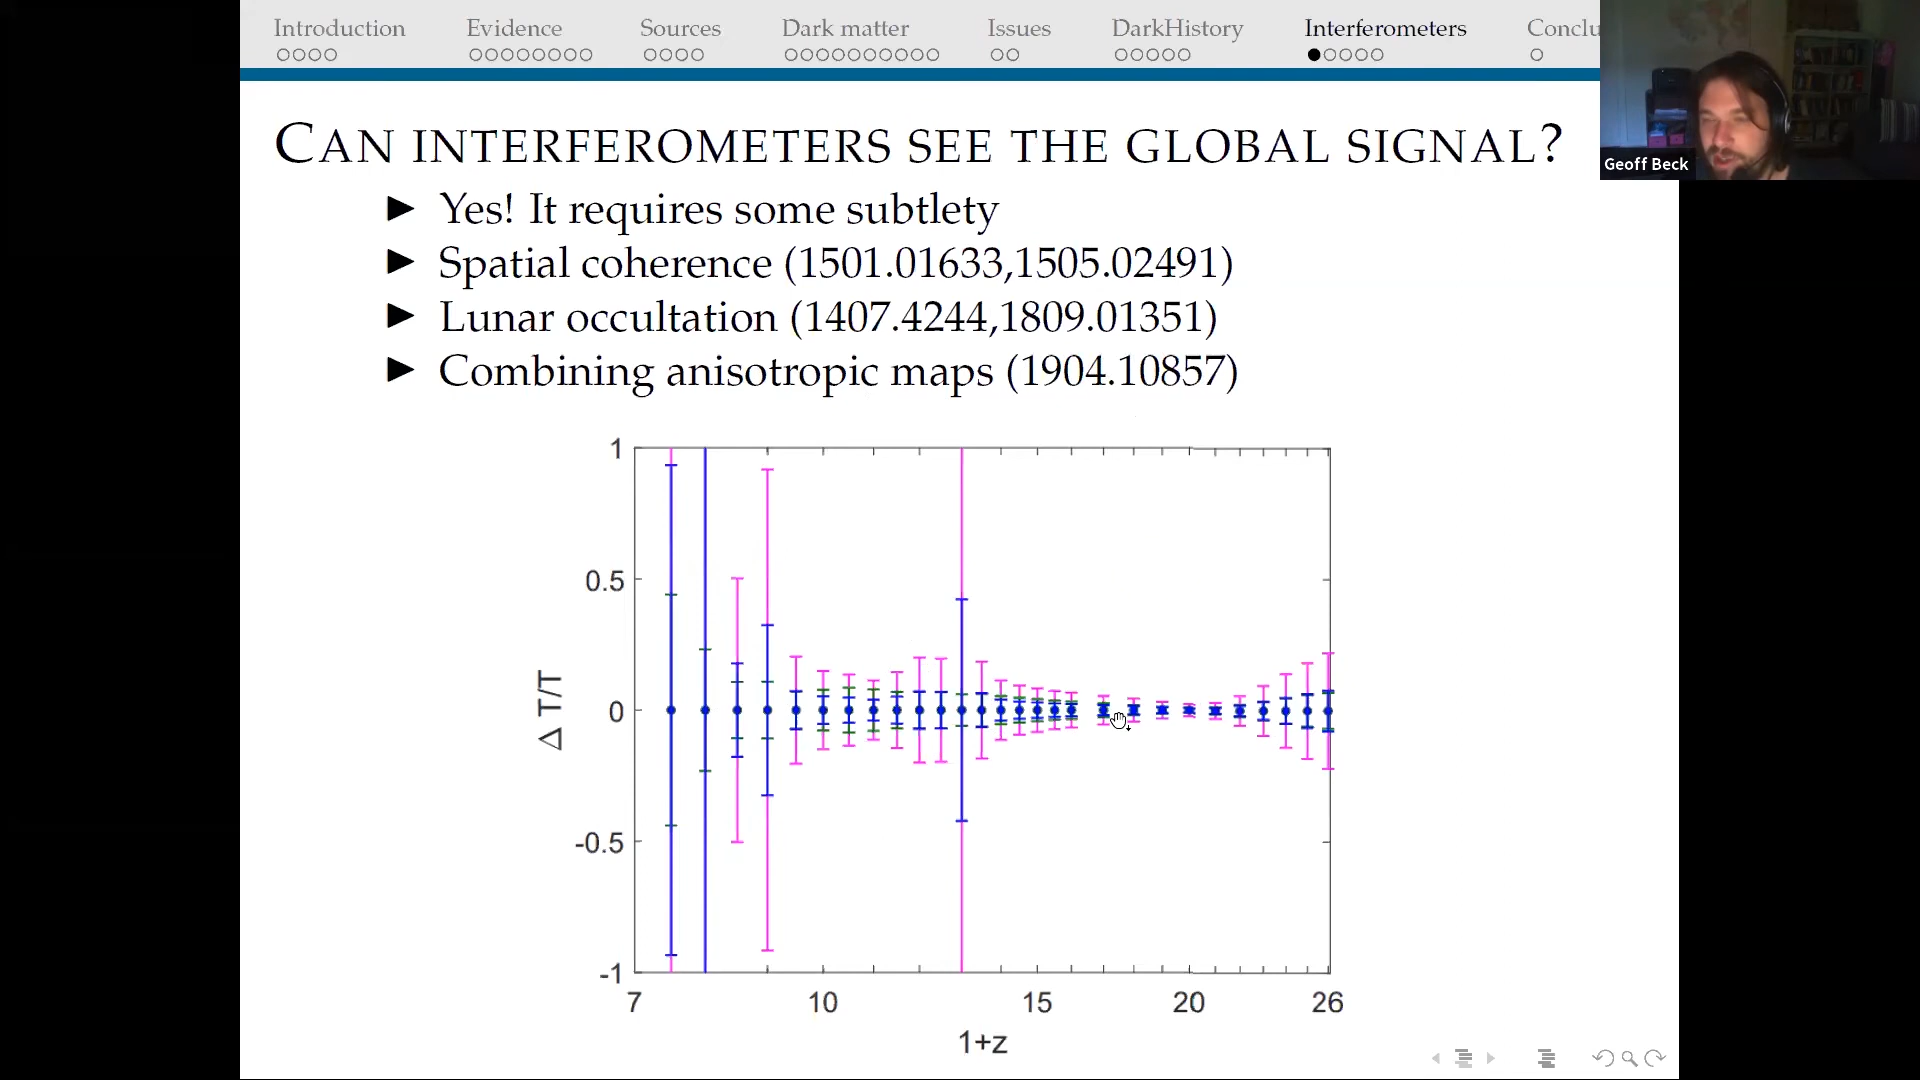 Introduction Evidence Sources Dark matter Issues DarkHistory Interferometers Conclu
Geoff Beck
CAN INTERFEROMETERS SEE THE GLOBAL SIGNAL?
Yes! It requires some subtlety
Spatial coherence (1501.01633,1505.02491)
Lunar occultation (1407.4244,1809.01351)
Combining anisotropic maps (1904.10857)
1
0.5
0
-0.5
-1
Δ T/T
7 10 15 20 26
1+z